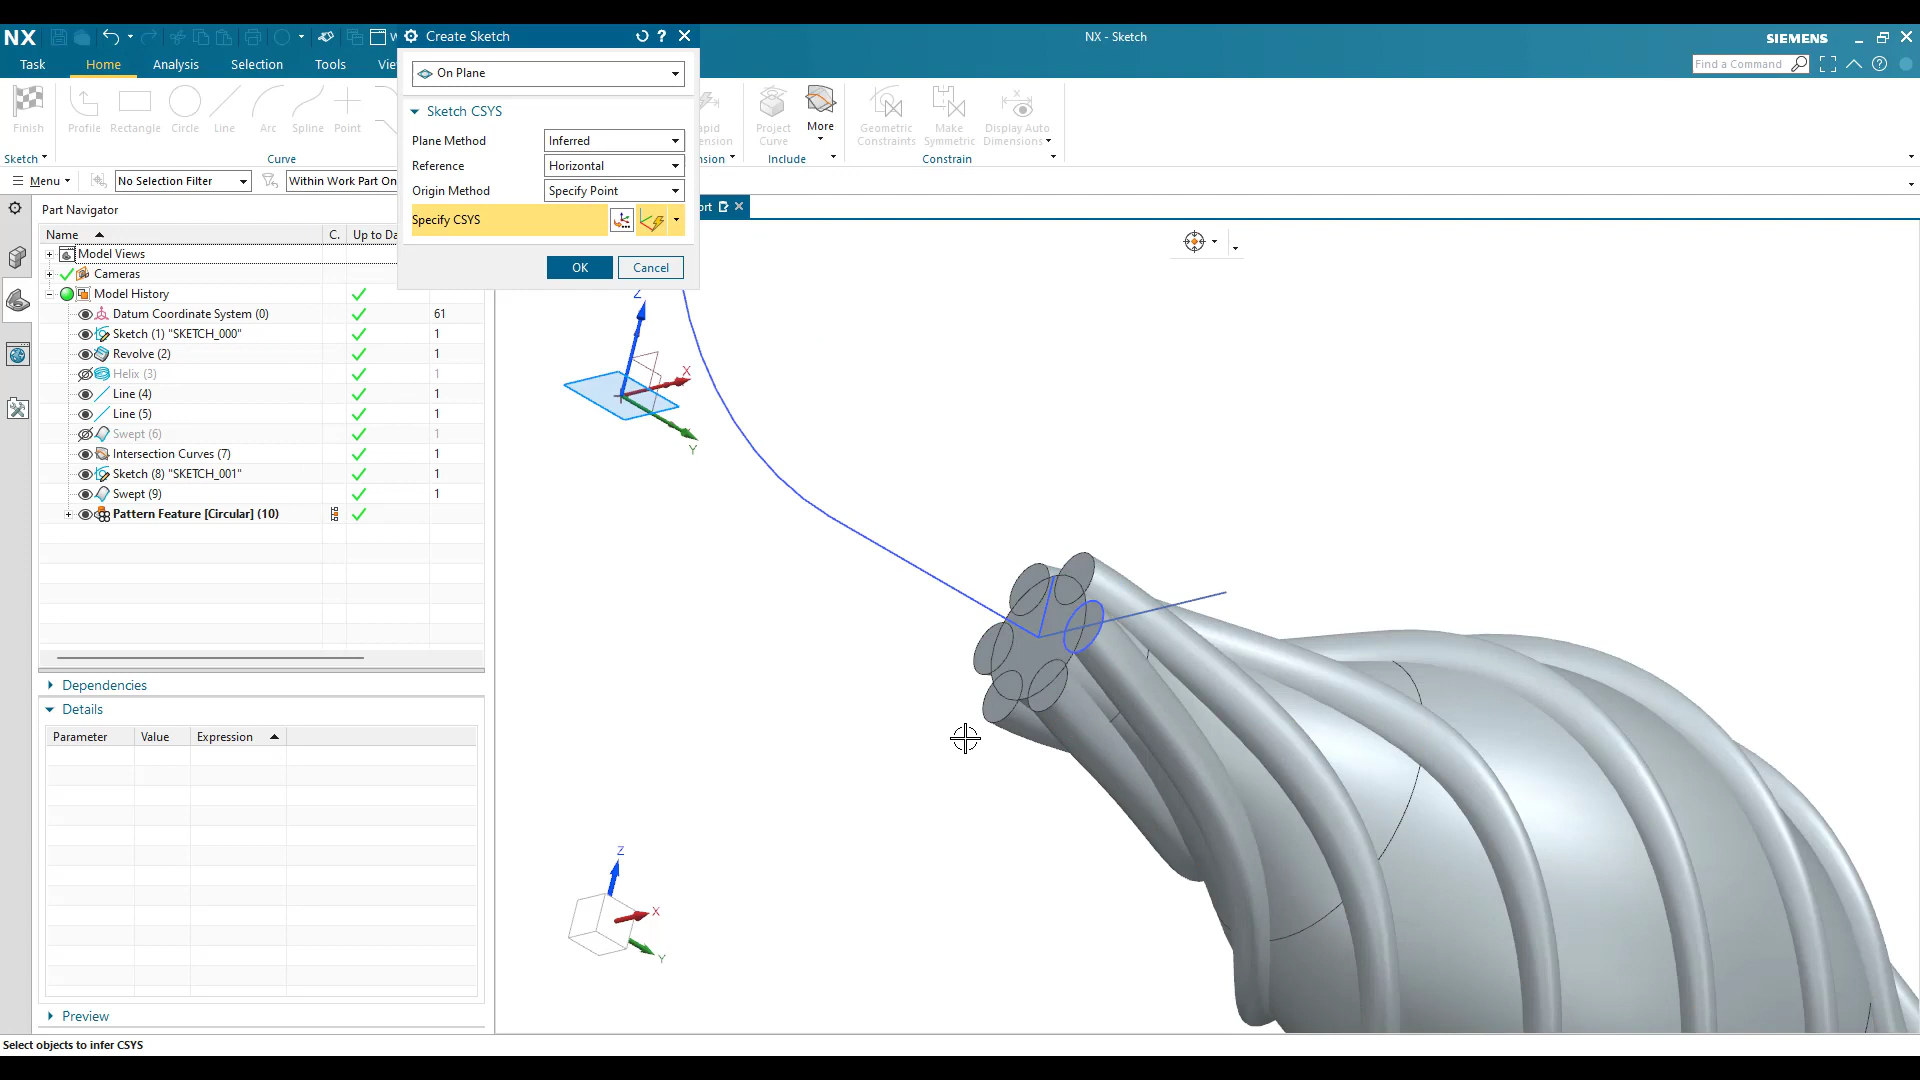 NX
Create Sketch
NX - Sketch
SIEMENS
Task
Home
Analysis
Selection
Tools
Find a Command
On Plane
Finish
Profile
Rectangle
Circle
Line
Arc
Spline
Point
Project
Curve
More
Geometric
Constraints
Make
Symmetric
Display Auto
Dimensions
Sketch
Curve
Include
Constrain
Sketch CSYS
Plane Method
Inferred
Reference
Horizontal
Origin Method
Specify Point
Specify CSYS
OK
Cancel
Menu
No Selection Filter
Within Work Part On
Part Navigator
Name
C.
Up to Da
Model Views
Cameras
Model History
Datum Coordinate System (0)
61
Sketch (1) "SKETCH_000"
1
Revolve (2)
1
Helix (3)
1
Line (4)
1
Line (5)
1
Swept (6)
1
Intersection Curves (7)
1
Sketch (8) "SKETCH_001"
1
Swept (9)
1
Pattern Feature [Circular] (10)
Dependencies
Details
Parameter
Value
Expression
Preview
Z
X
Y
Z
X
Y
Select objects to infer CSYS